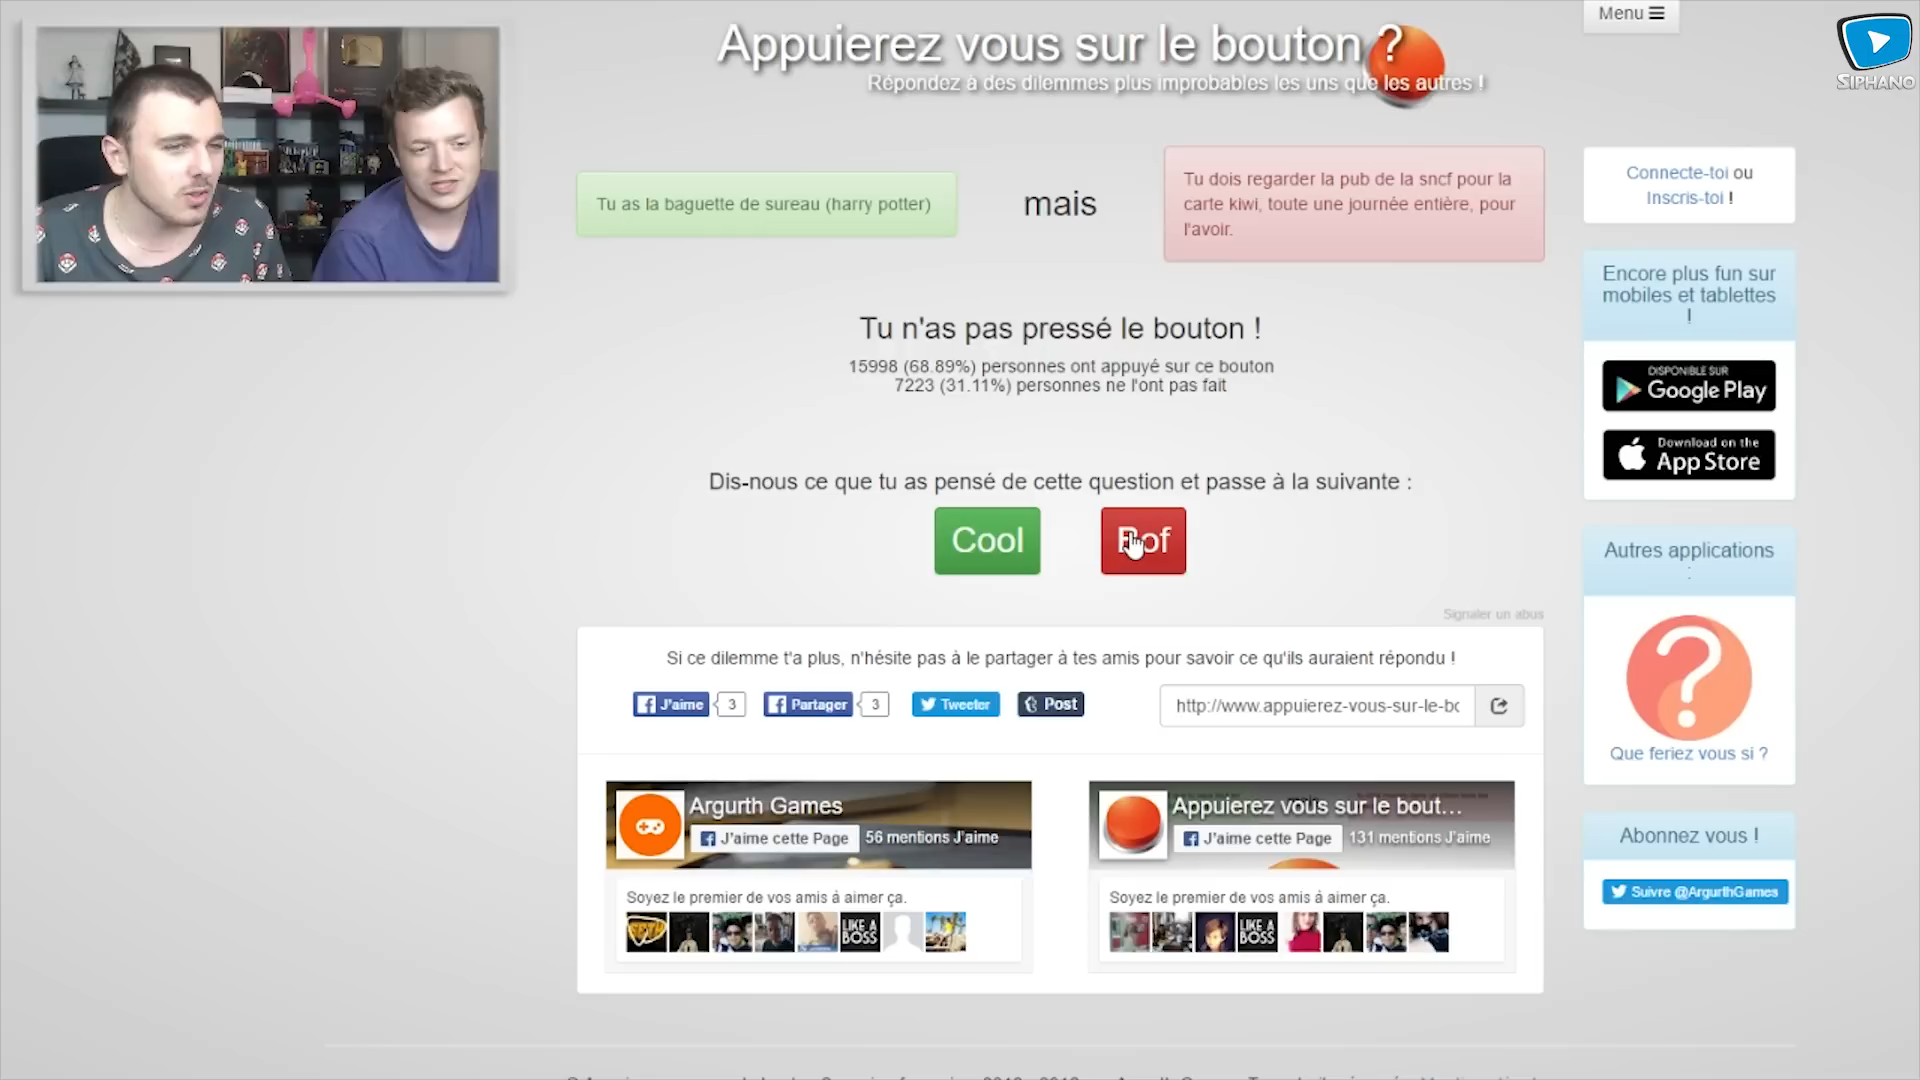 Menu
SIPHANO
Appuierez vous sur le bouton ?
Répondez à des dilemmes plus improbables les uns que les autres !
Tu as la baguette de sureau (harry potter)
mais
Tu dois regarder la pub de la sncf pour la
carte kiwi, toute une journée entière, pour
l'avoir.
Tu n'as pas pressé le bouton !
15998 (68.89%) personnes ont appuyé sur ce bouton
7223 (31.11%) personnes ne l'ont pas fait
Dis-nous ce que tu as pensé de cette question et passe à la suivante :
Cool
Bof
Signaler un abus
Si ce dilemme t'a plus, n'hésite pas à le partager à tes amis pour savoir ce qu'ils auraient répondu !
J'aime 3 Partager 3 Tweeter Post
http://www.appuierez-vous-sur-le-bo
Argurth Games
J'aime cette Page 56 mentions J'aime
Soyez le premier de vos amis à aimer ça.
LIKE A
BOSS
Appuierez vous sur le bout...
J'aime cette Page 131 mentions J'aime
Soyez le premier de vos amis à aimer ça.
LIKE A
BOSS
Connecte-toi ou
Inscris-toi !
Encore plus fun sur
mobiles et tablettes
!
DISPONIBLE SUR
Google Play
Download on the
App Store
Autres applications
:
?
Que feriez vous si ?
Abonnez vous !
Suivre @ArgurthGames